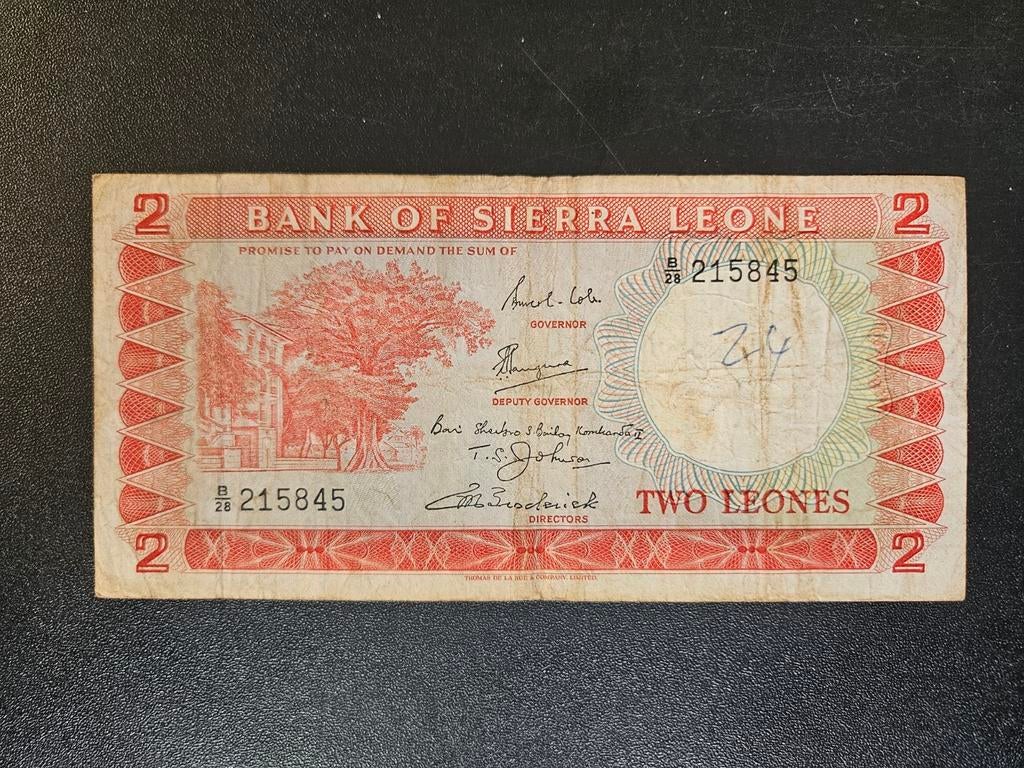 2 BANK OF SIERRA LEONE 2
PROMISE TO PAY ON DEMAND THE SUM OF
B/28 215845
GOVERNOR
24
DEPUTY GOVERNOR
T. S. Johnson
B/28 215845
TWO LEONES
DIRECTORS
2 2
THOMAS DE LA RUE & COMPANY, LIMITED.